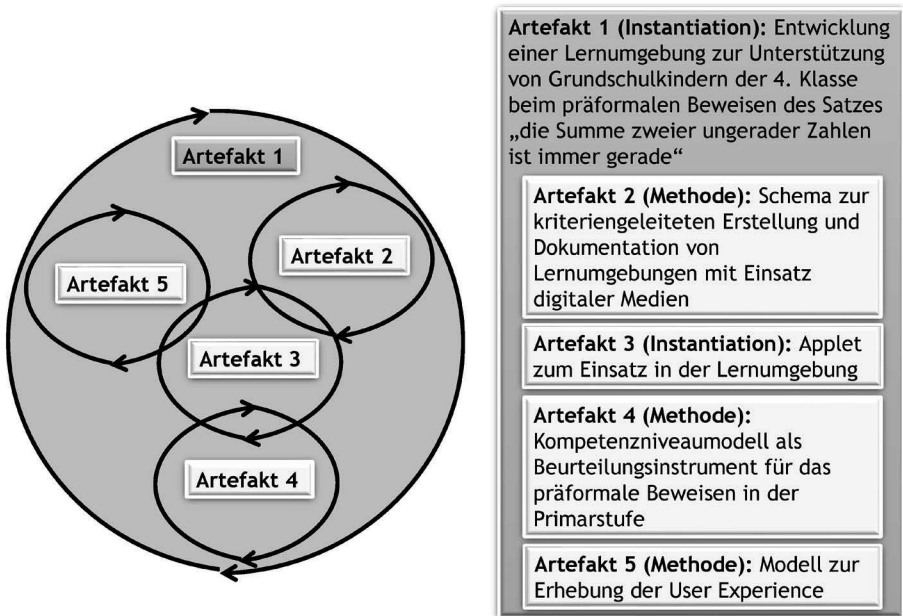 Artefakt 1
Artefakt 2
Artefakt 5
Artefakt 3
Artefakt 4
Artefakt 1 (Instantiation): Entwicklung
einer Lernumgebung zur Unterstützung
von Grundschulkindern der 4. Klasse
beim präformalen Beweisen des Satzes
„die Summe zweier ungerader Zahlen
ist immer gerade“
Artefakt 2 (Methode): Schema zur
kriteriengeleiteten Erstellung und
Dokumentation von
Lernumgebungen mit Einsatz
digitaler Medien
Artefakt 3 (Instantiation): Applet
zum Einsatz in der Lernumgebung
Artefakt 4 (Methode):
Kompetenzniveaumodell als
Beurteilungsinstrument für das
präformale Beweisen in der
Primarstufe
Artefakt 5 (Methode): Modell zur
Erhebung der User Experience